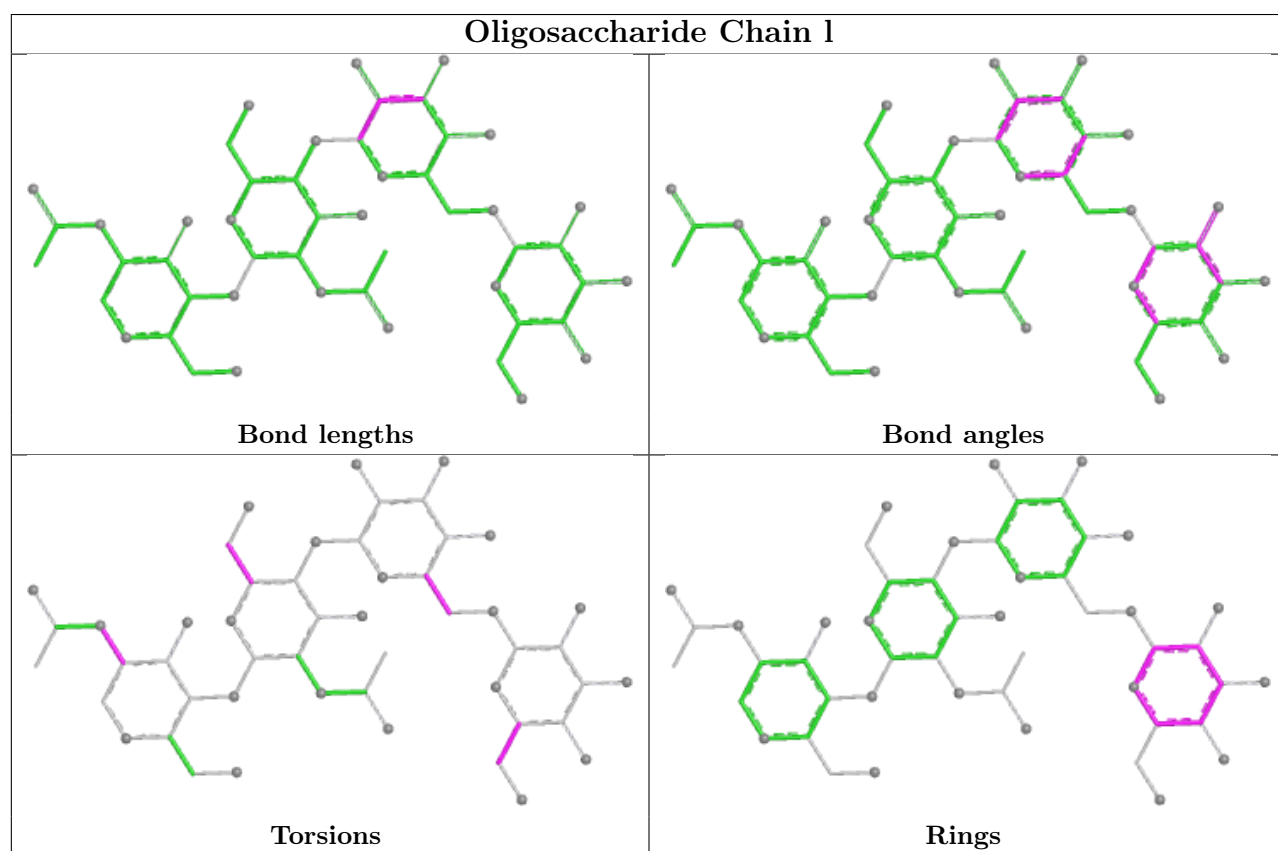 Oligosaccharide Chain l
Bond lengths
Bond angles
Torsions
Rings